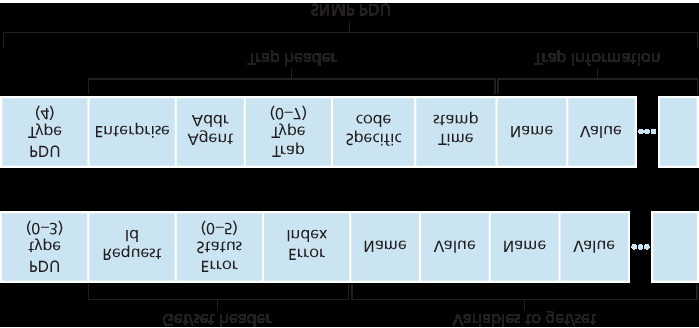 Get/set header
Variables to get/set
PDU
type
(0–3)
Request
Id
Error
Status
(0–5)
Error
Index
Name
Value
Name
Value
•••
PDU
Type
(4)
Enterprise
Agent
Addr
Trap
Type
(0–7)
Specific
code
Time
stamp
Name
Value
•••
Trap header
Trap information
SNMP PDU